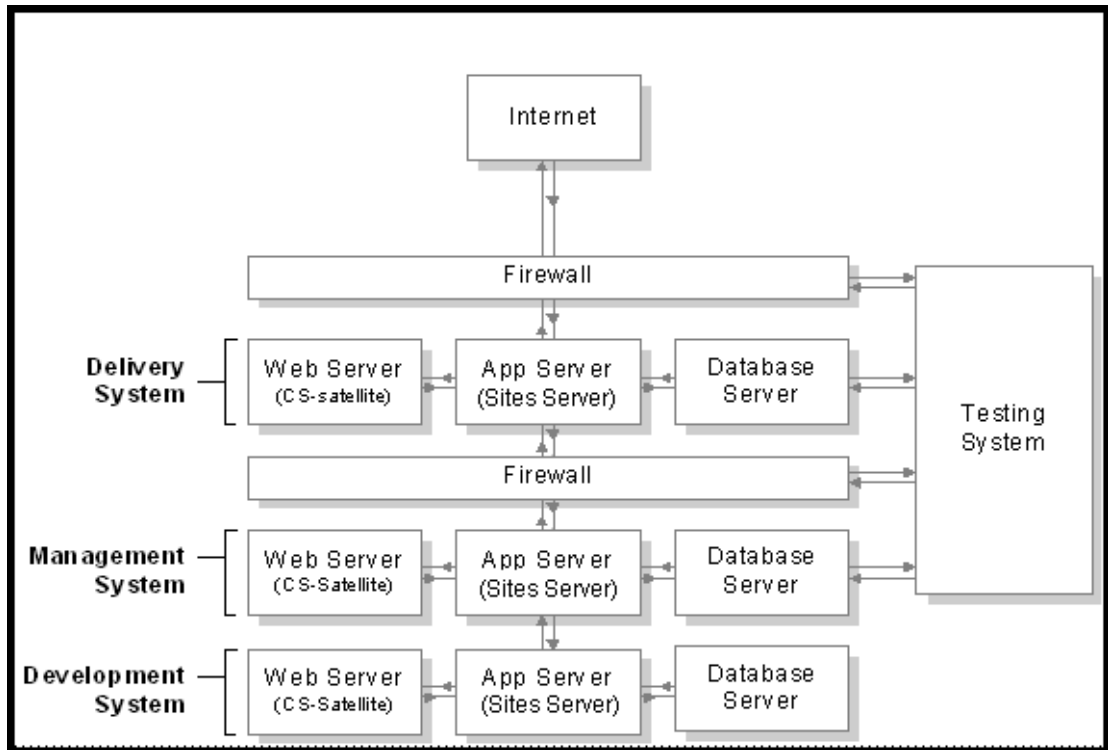 Internet
Firewall
Delivery
System
Web Server
(CS-satellite)
App Server
(Sites Server)
Database
Server
Testing
System
Firewall
Management
System
Web Server
(CS-Satellite)
App Server
(Sites Server)
Database
Server
Development
System
Web Server
(CS-Satellite)
App Server
(Sites Server)
Database
Server